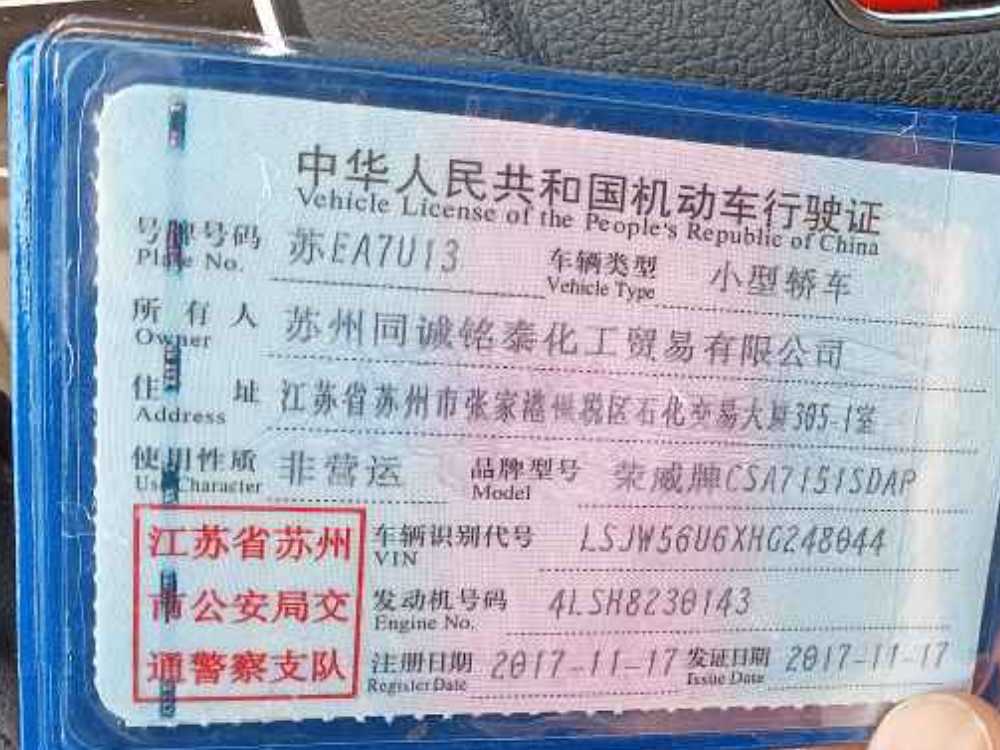 中华人民共和国机动车行驶证
Vehicle License of the People's Republic of China
号牌号码 苏EA7U13 车辆类型 小型轿车
Plate No. Vehicle Type
所有人 苏州同诚铭泰化工贸易有限公司
Owner
住址 江苏省苏州市张家港保税区石化交易大厦305-1室
Address
使用性质 非营运 品牌型号 荣威牌CSA7151SDAP
Use Character Model
江苏省苏州 车辆识别代号 LSJW56U6XHG248044
VIN
市公安局交 发动机号码 4LSH8230143
Engine No.
通警察支队 注册日期 2017-11-17 发证日期 2017-11-17
Register Date Issue Date